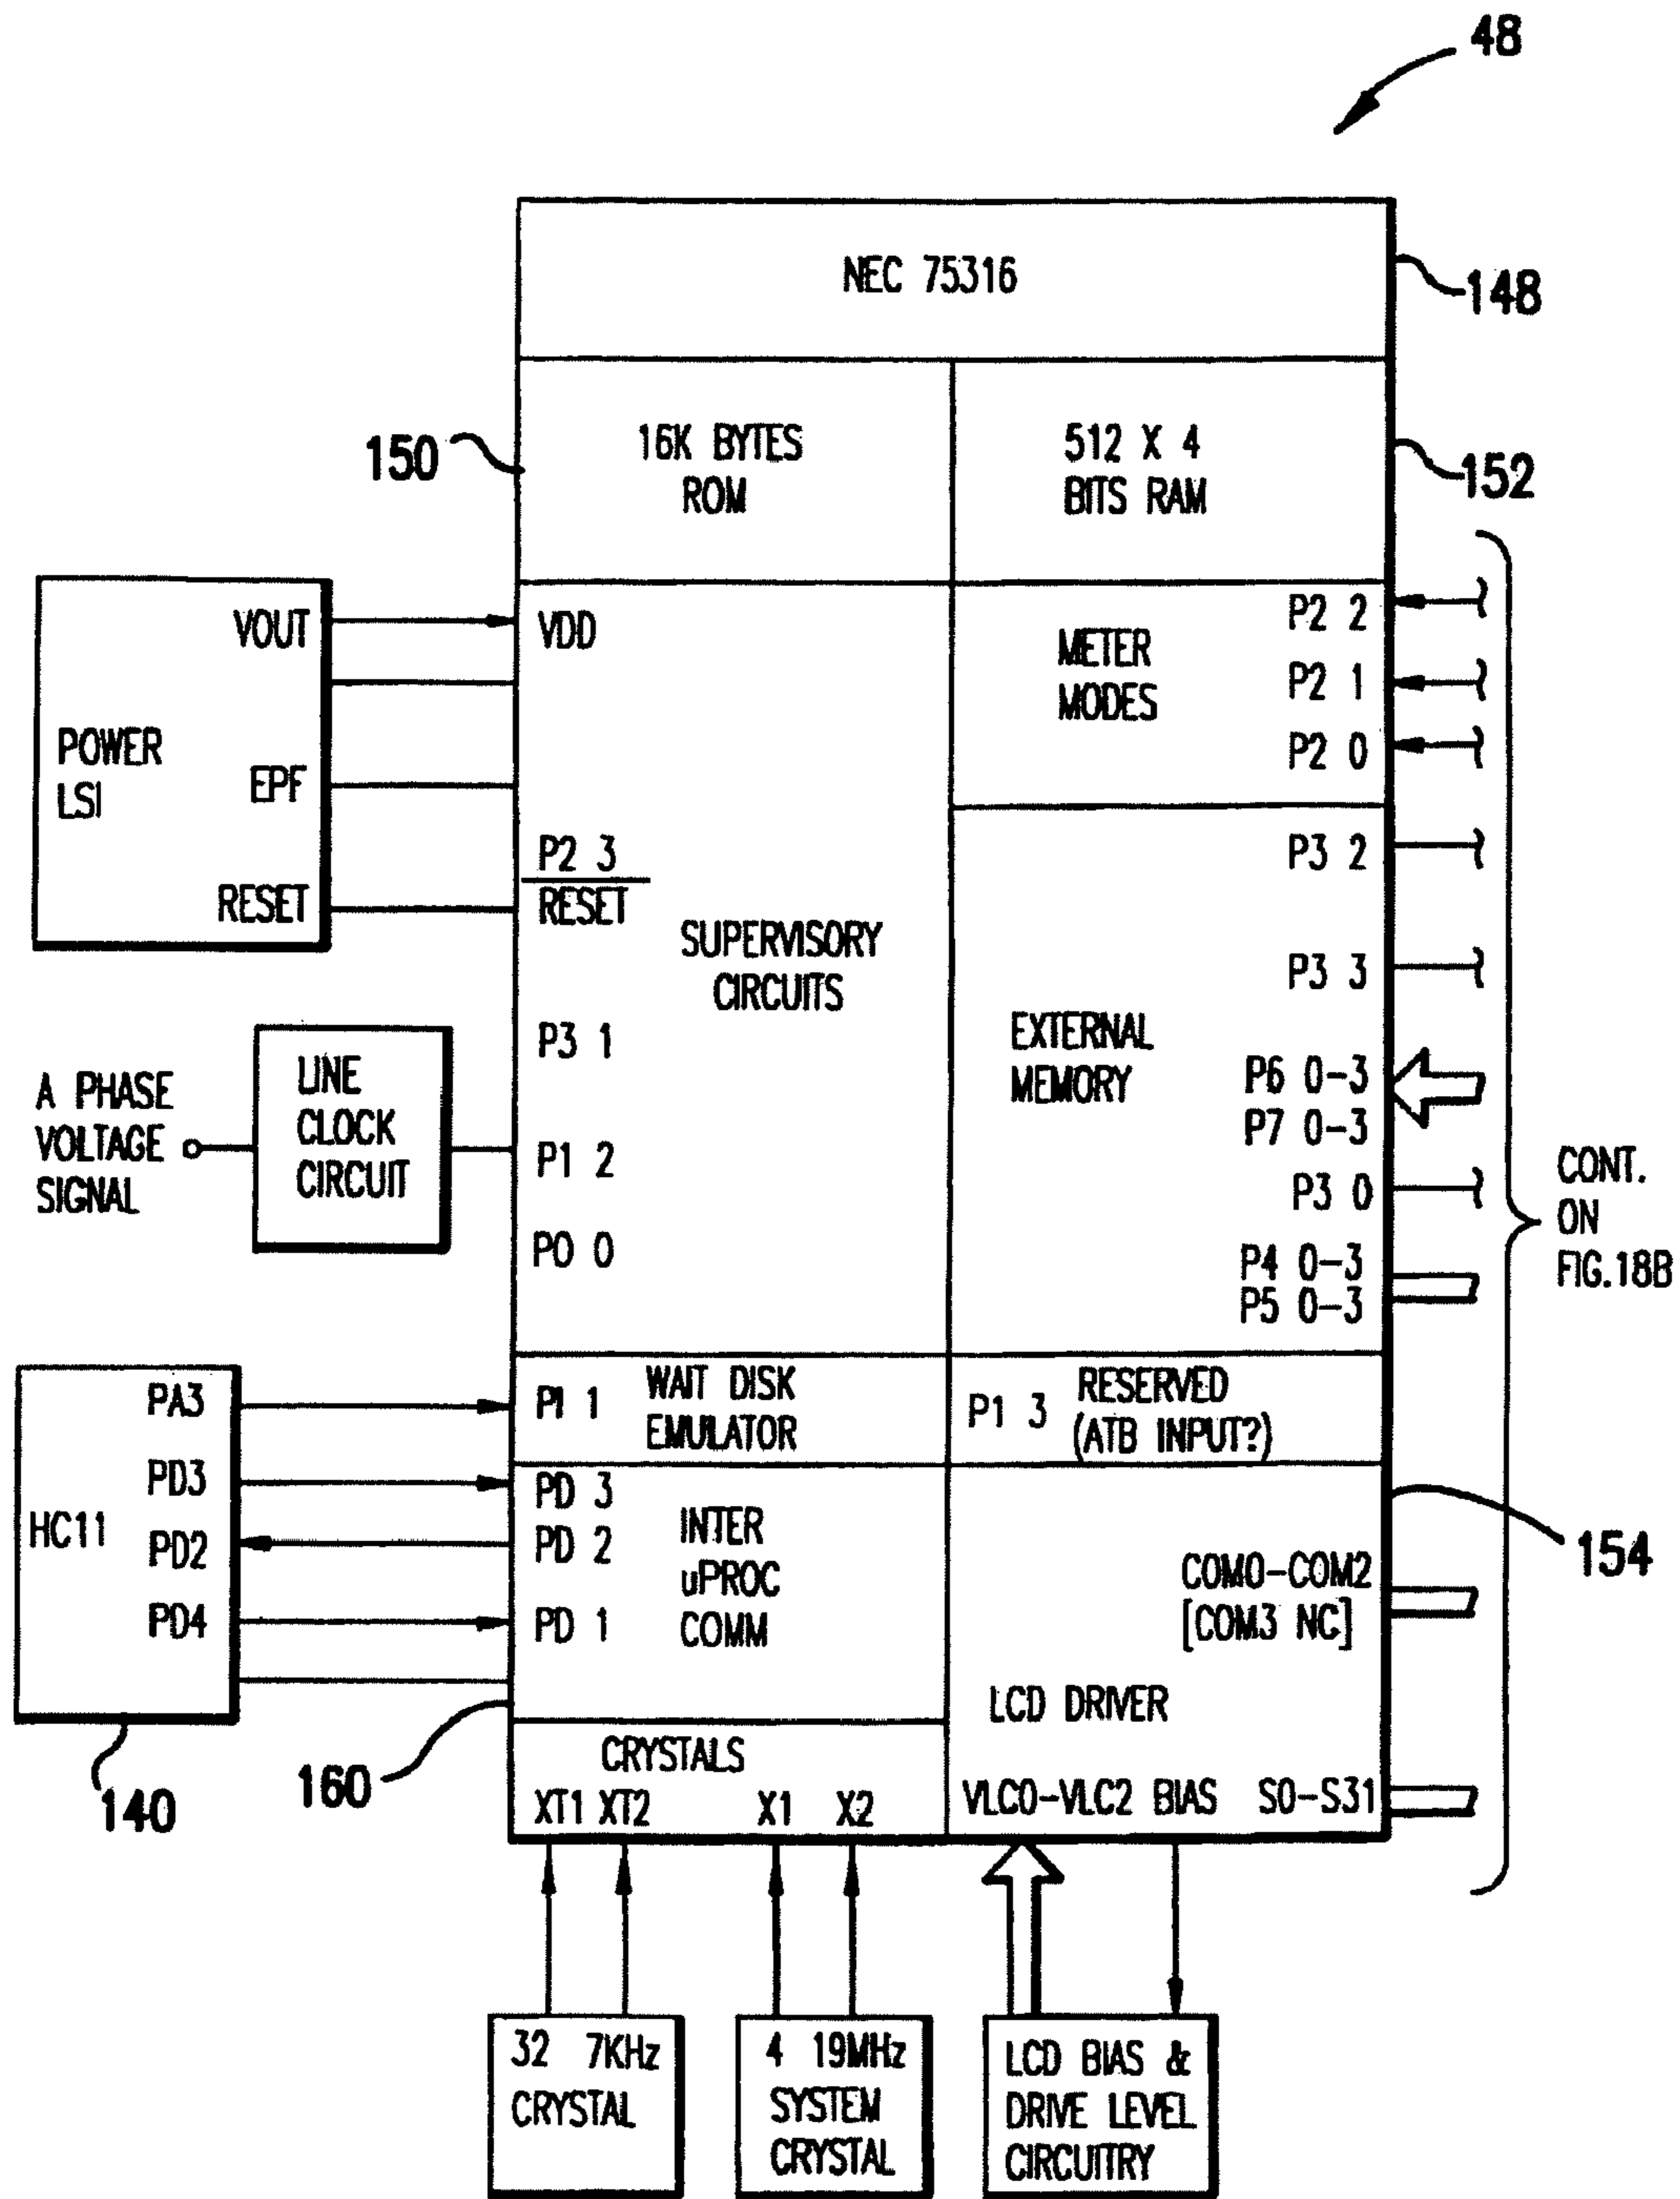 48
NEC 75316
148
150
16K BYTES
ROM
512 X 4
BITS RAM
152
POWER
LSI
VOUT
EPF
RESET
VDD
P2 3
RESET
SUPERVISORY
CIRCUITS
P3 1
P1 2
P0 0
METER
MODES
P2 2
P2 1
P2 0
EXTERNAL
MEMORY
P3 2
P3 3
P6 0-3
P7 0-3
P3 0
P4 0-3
P5 0-3
A PHASE
VOLTAGE
SIGNAL
LINE
CLOCK
CIRCUIT
CONT.
ON
FIG.18B
HC11
PA3
PD3
PD2
PD4
140
P1 1
WAIT DISK
EMULATOR
P1 3
RESERVED
(ATB INPUT?)
PD 3
PD 2
PD 1
INTER
uPROC
COMM
160
154
COM0-COM2
[COM3 NC]
LCD DRIVER
VLC0-VLC2 BIAS S0-S31
CRYSTALS
XT1 XT2 X1 X2
32 7KHz
CRYSTAL
4 19MHz
SYSTEM
CRYSTAL
LCD BIAS &
DRIVE LEVEL
CIRCUITRY